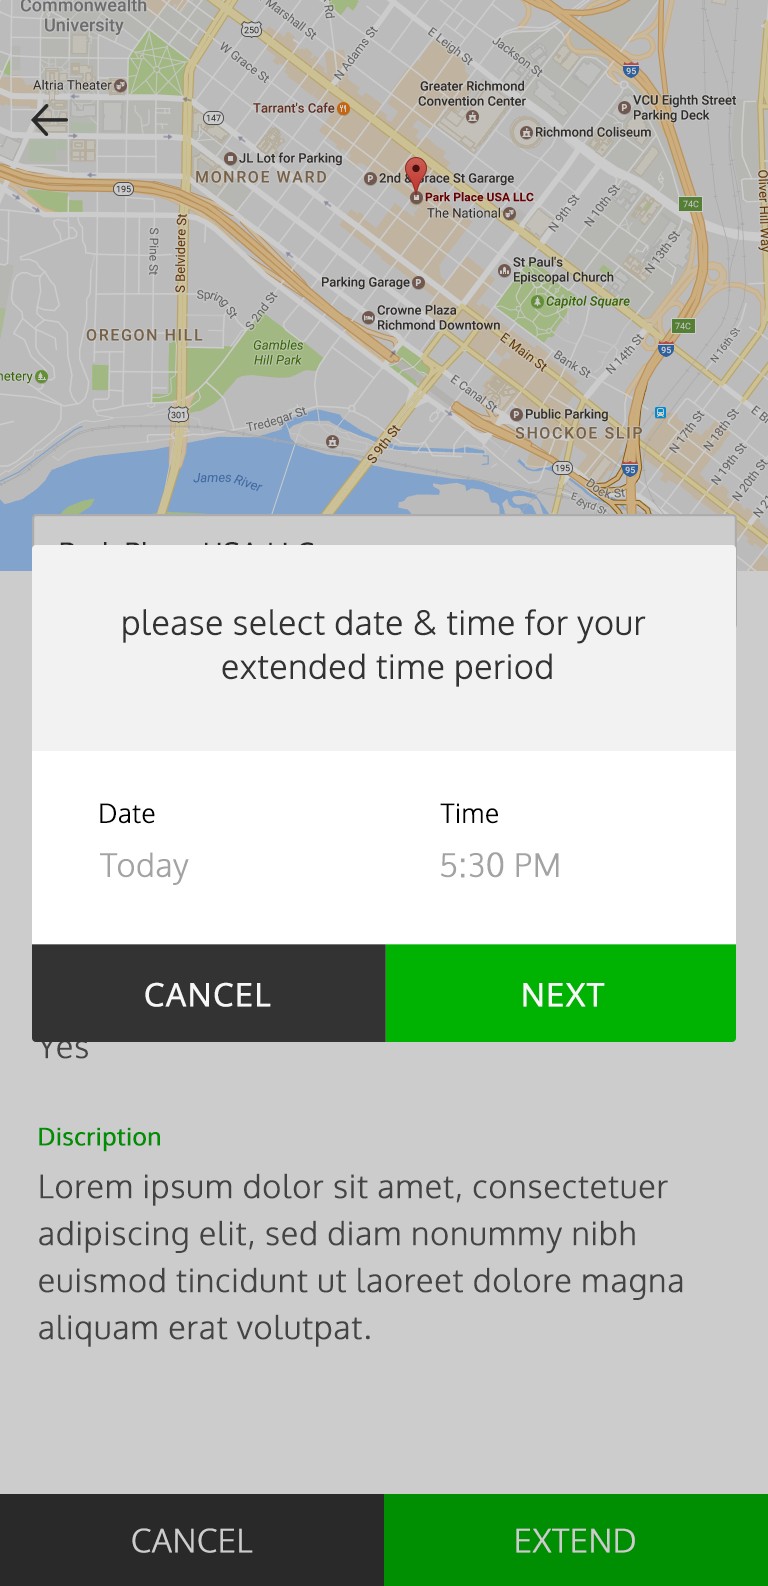 Commonwealth
University
Marshall St
Rd
250
N Adams St
E Leigh St
Jackson St
95
W Grace St
Altria Theater
Greater Richmond
Convention Center
VCU Eighth Street
Parking Deck
Tarrant's Cafe
147
Richmond Coliseum
JL Lot for Parking
MONROE WARD
2nd & Grace St Gararge
Park Place USA LLC
The National
195
74C
Oliver Hill Way
S Pine St
S Belvidere St
N 9th St
N 10th St
N 13th St
St Paul's
Episcopal Church
Parking Garage
Spring St
S 2nd St
Capitol Square
Crowne Plaza
Richmond Downtown
74C
OREGON HILL
Gambles
Hill Park
E Main St
Bank St
N 14th St
95
N 16th St
metery
301
Tredegar St
E Canal St
Public Parking
SHOCKOE SLIP
S 9th St
N 17th St
N 18th St
N 19th St
N 20th St
195
95
James River
Dock St
E Byrd St
Park Place USA LLC
please select date & time for your
extended time period
Date
Time
Today
5:30 PM
CANCEL
NEXT
Yes
Discription
Lorem ipsum dolor sit amet, consectetuer
adipiscing elit, sed diam nonummy nibh
euismod tincidunt ut laoreet dolore magna
aliquam erat volutpat.
CANCEL
EXTEND